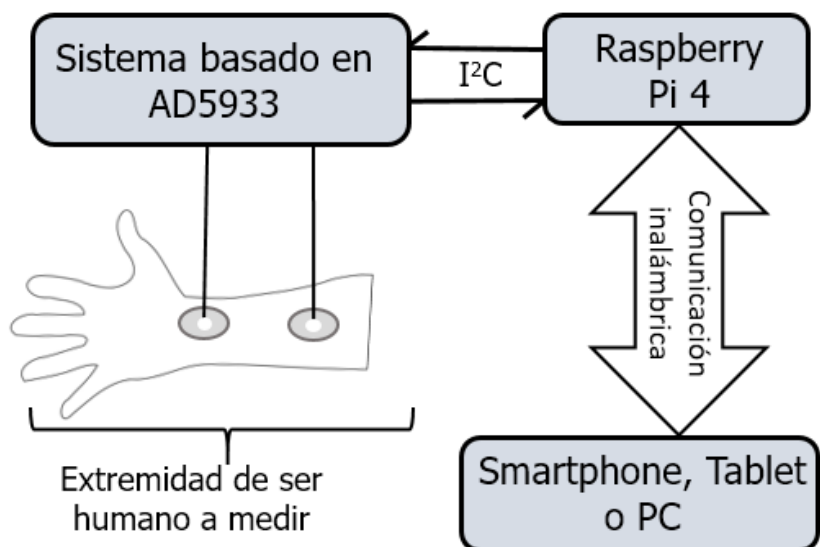 Sistema basado en
AD5933
I²C
Raspberry
Pi 4
Comunicación
inalámbrica
Extremidad de ser
humano a medir
Smartphone, Tablet
o PC